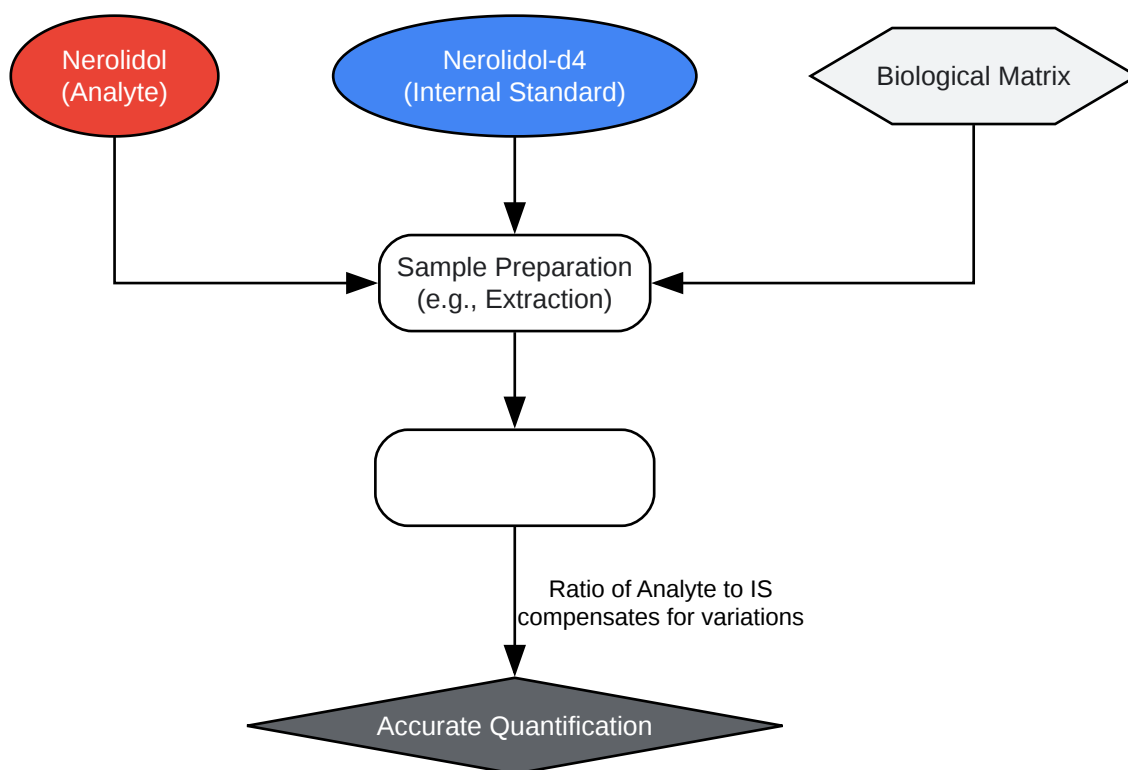 Nerolidol
(Analyte)
Nerolidol-d4
(Internal Standard)
Biological Matrix
Sample Preparation
(e.g., Extraction)
Ratio of Analyte to IS
compensates for variations
Accurate Quantification